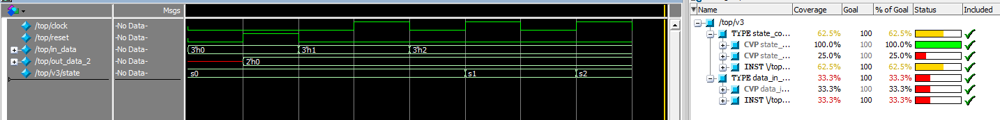 Msgs
/top/clock -No Data-
/top/reset -No Data-
/top/in_data -No Data- 3'h0 3'h1 3'h2
/top/out_data_2 -No Data- 2'h0
/top/v3/state -No Data- s0 s1 s2
Name Coverage Goal % of Goal Status Included
/top/v3
TYPE state_co... 62.5% 100 62.5%
CVP state_... 100.0% 100 100.0%
CVP state_... 25.0% 100 25.0%
INST \/top... 62.5% 100 62.5%
TYPE data_in_... 33.3% 100 33.3%
CVP data_i... 33.3% 100 33.3%
INST \/top... 33.3% 100 33.3%